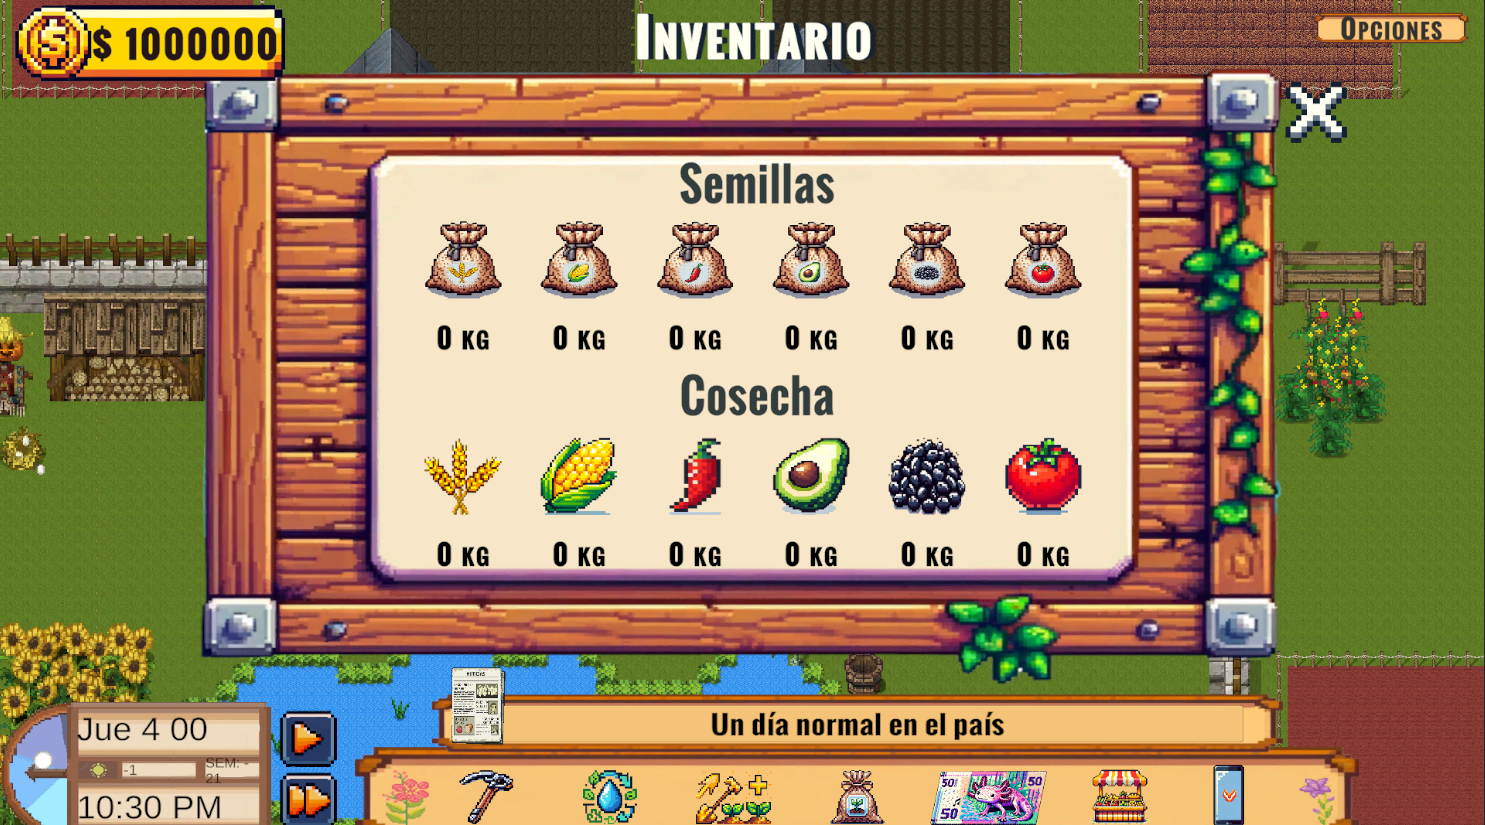 $ 1000000
INVENTARIO
OPCIONES
Semillas
0 KG 0 KG 0 KG 0 KG 0 KG 0 KG
Cosecha
0 KG 0 KG 0 KG 0 KG 0 KG 0 KG
Un día normal en el país
Jue 4 00
-1
SEM: -
21
10:30 PM
50 50
50